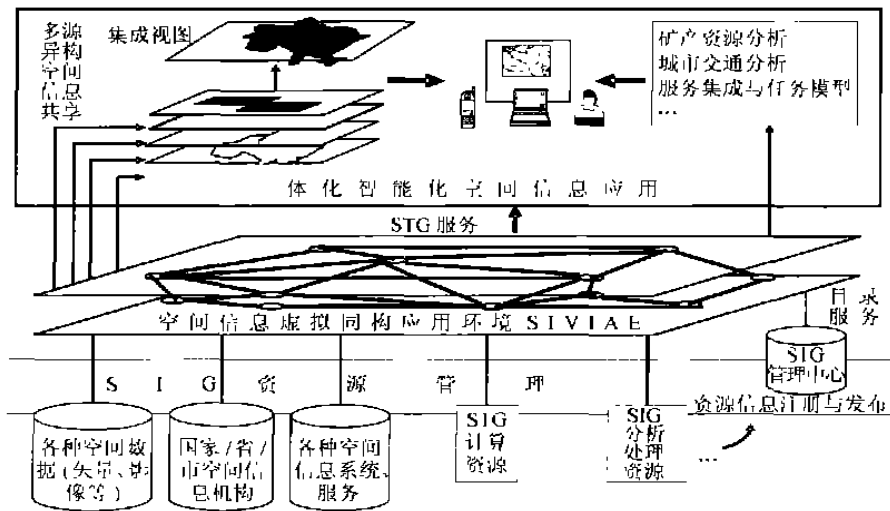 多源
异构
空间
信息
共享
集成视图
矿产资源分析
城市交通分析
服务集成与任务模型
...
体化智能化空间信息应用
STG服务
空间信息虚拟同构应用环境SIVIAE
目录
服务
SIG
管理中心
SIG资源管理
资源信息注册与发布
各种空间数
据(矢量、影
像等)
国家/省/
市空间信
息机构
各种空间
信息系统、
服务
SIG
计算
资源
SIG
分析
处理
资源
...